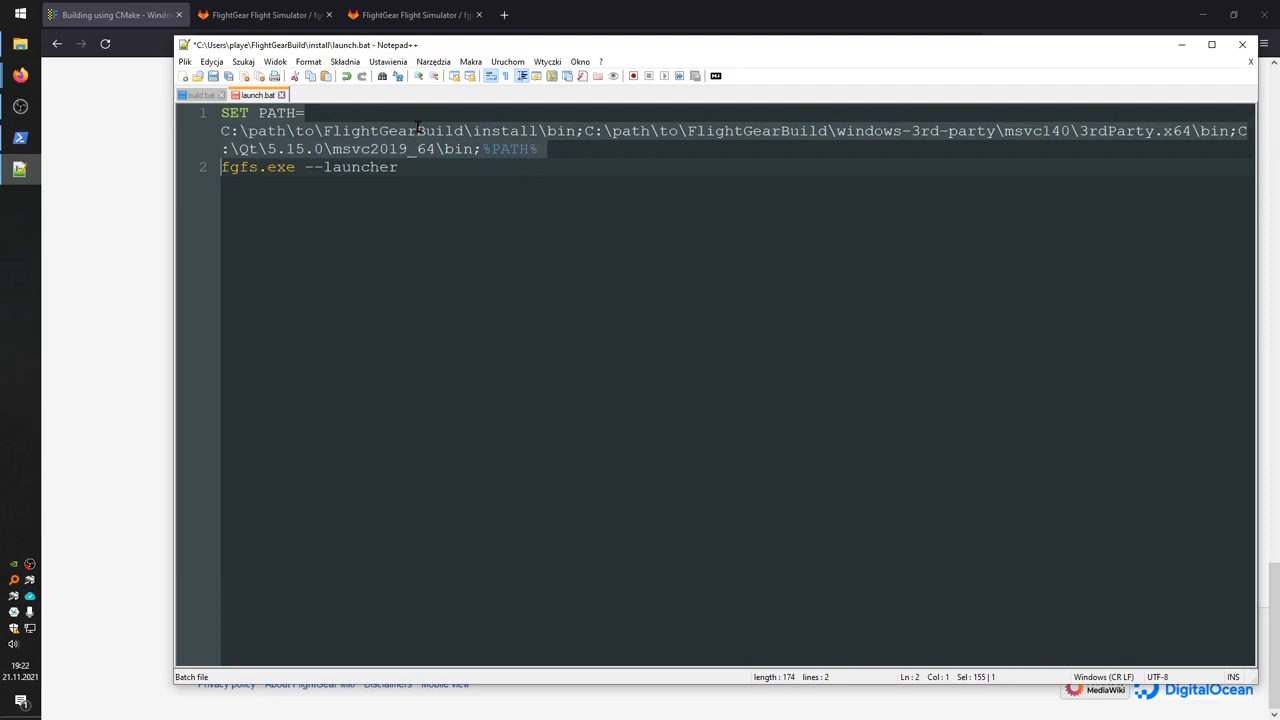 Building using CMake - Windo
FlightGear Flight Simulator / fg
FlightGear Flight Simulator / fg
*C:\Users\playe\FlightGearBuild\install\launch.bat - Notepad++
Plik Edycja Szukaj Widok Format Składnia Ustawienia Narzędzia Makra Uruchom Wtyczki Okno ? X
build.bat launch.bat
1 SET PATH=
C:\path\to\FlightGearBuild\install\bin;C:\path\to\FlightGearBuild\windows-3rd-party\msvc140\3rdParty.x64\bin;C
:\Qt\5.15.0\msvc2019_64\bin;%PATH%
2 fgfs.exe --launcher
19:22
21.11.2021
Batch file length : 174 lines : 2 Ln : 2 Col : 1 Sel : 155 | 1 Windows (CR LF) UTF-8 INS
Privacy policy About FlightGear wiki Disclaimers Mobile view
MediaWiki
DigitalOcean